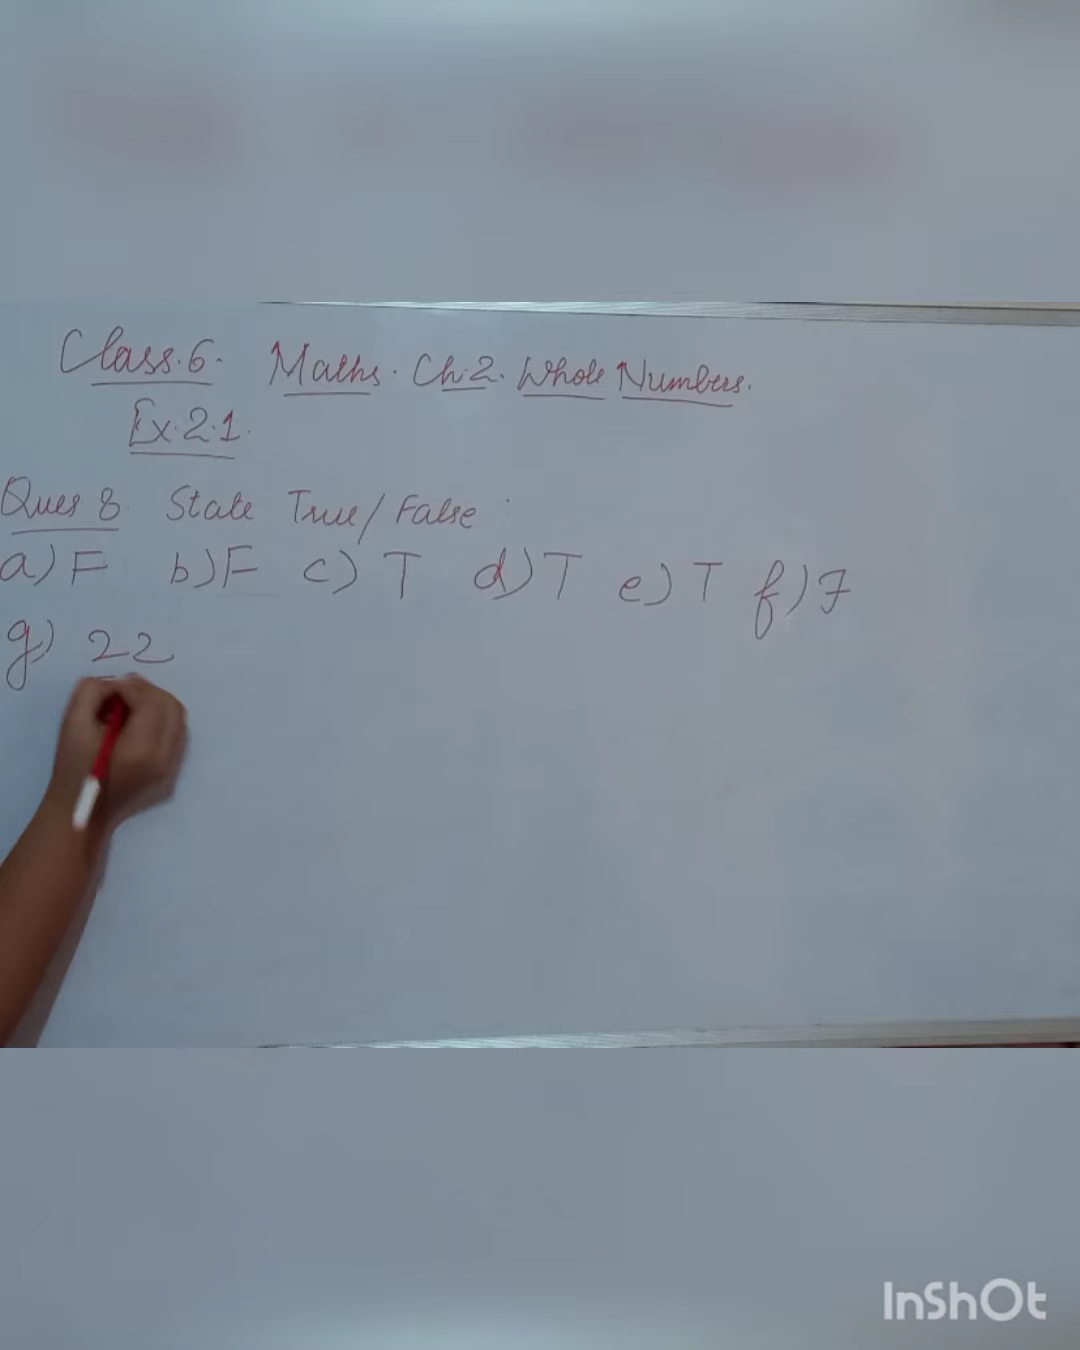 Class.6. Maths. Ch.2. Whole Numbers.
Ex.2.1.
Ques 8. State True/False :
a) F b) F c) T d) T e) T f) F
g) 22
InShOt